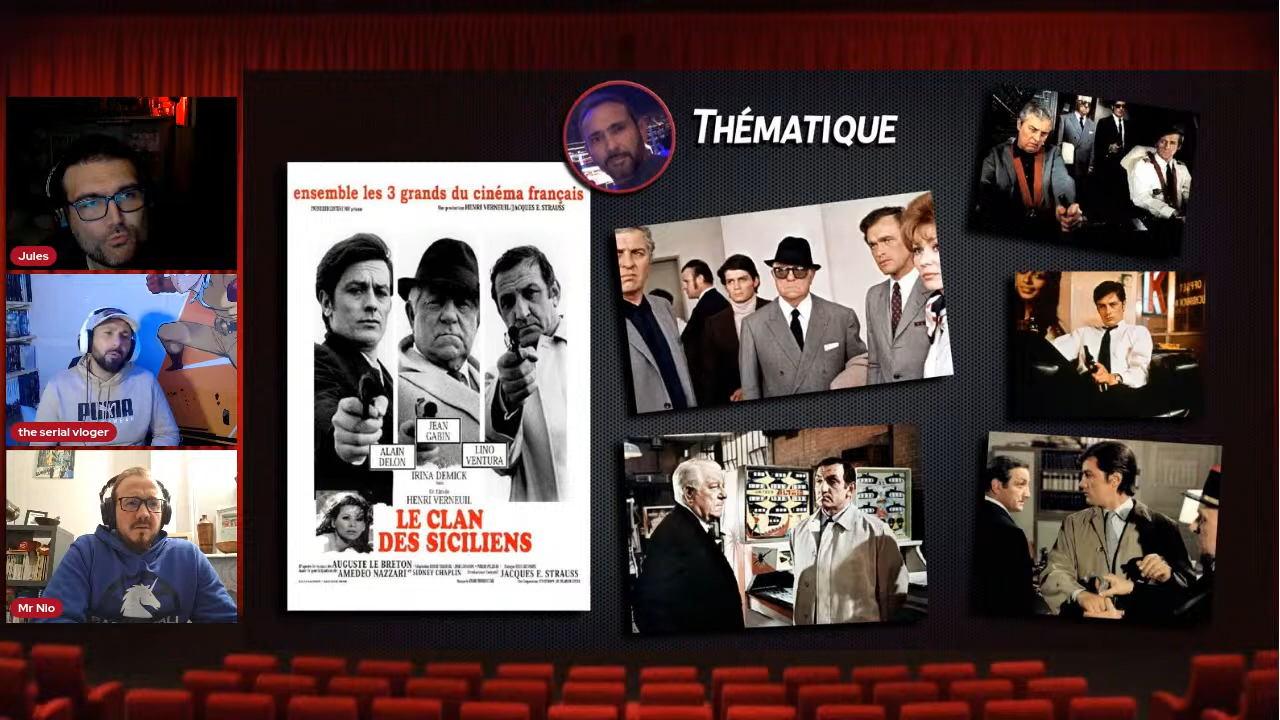 THÉMATIQUE
ensemble les 3 grands du cinéma français
HENRI VERNEUIL/JACQUES E. STRAUSS
ALAIN
DELON
JEAN
GABIN
LINO
VENTURA
IRINA DEMICK
HENRI VERNEUIL
LE CLAN
DES SICILIENS
AUGUSTE LE BRETON
AMEDEO NAZZARI SIDNEY CHAPLIN JACQUES E. STRAUSS
Jules
PUMA
the serial vloger
Mr Nio